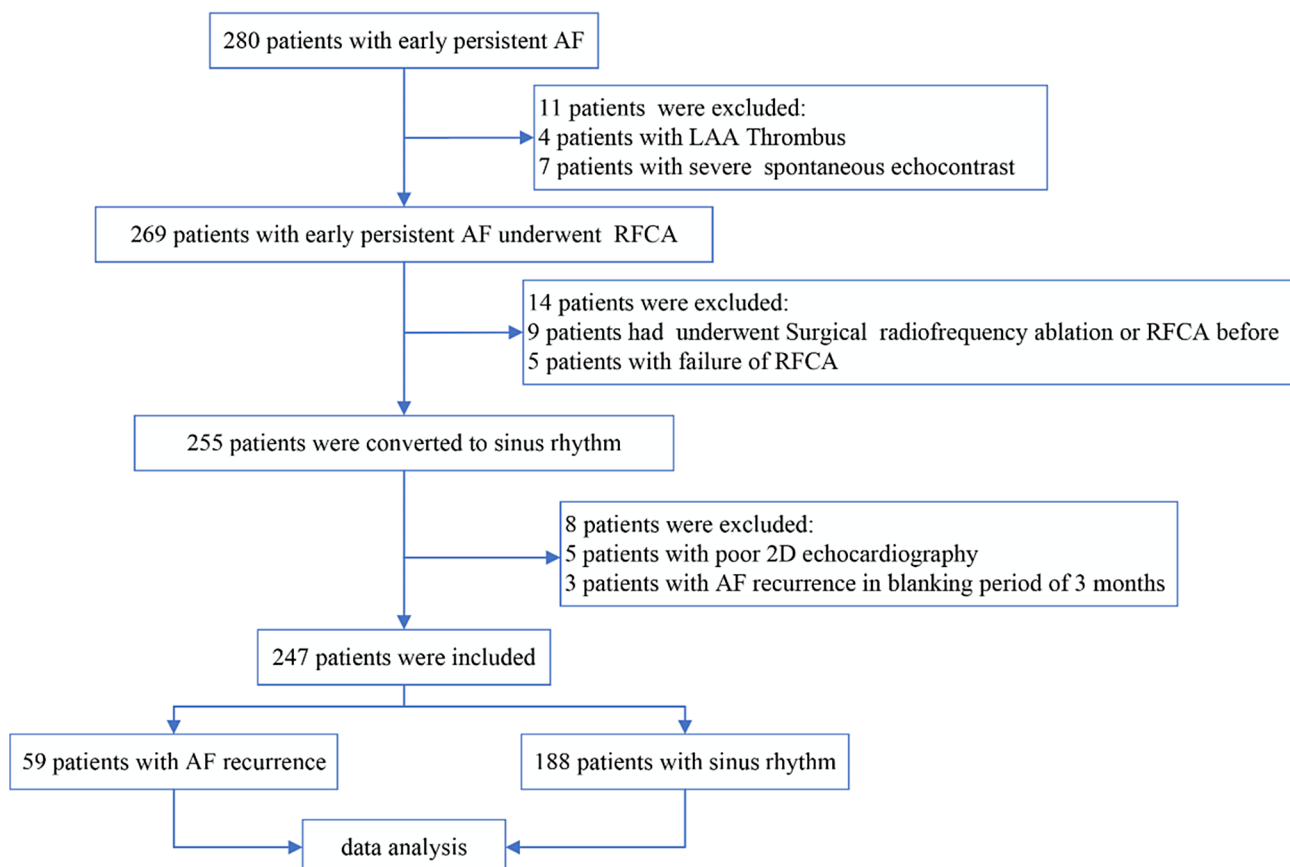 280 patients with early persistent AF
11 patients were excluded:
4 patients with LAA Thrombus
7 patients with severe spontaneous echocontrast
269 patients with early persistent AF underwent RFCA
14 patients were excluded:
9 patients had underwent Surgical radiofrequency ablation or RFCA before
5 patients with failure of RFCA
255 patients were converted to sinus rhythm
8 patients were excluded:
5 patients with poor 2D echocardiography
3 patients with AF recurrence in blanking period of 3 months
247 patients were included
59 patients with AF recurrence
188 patients with sinus rhythm
data analysis